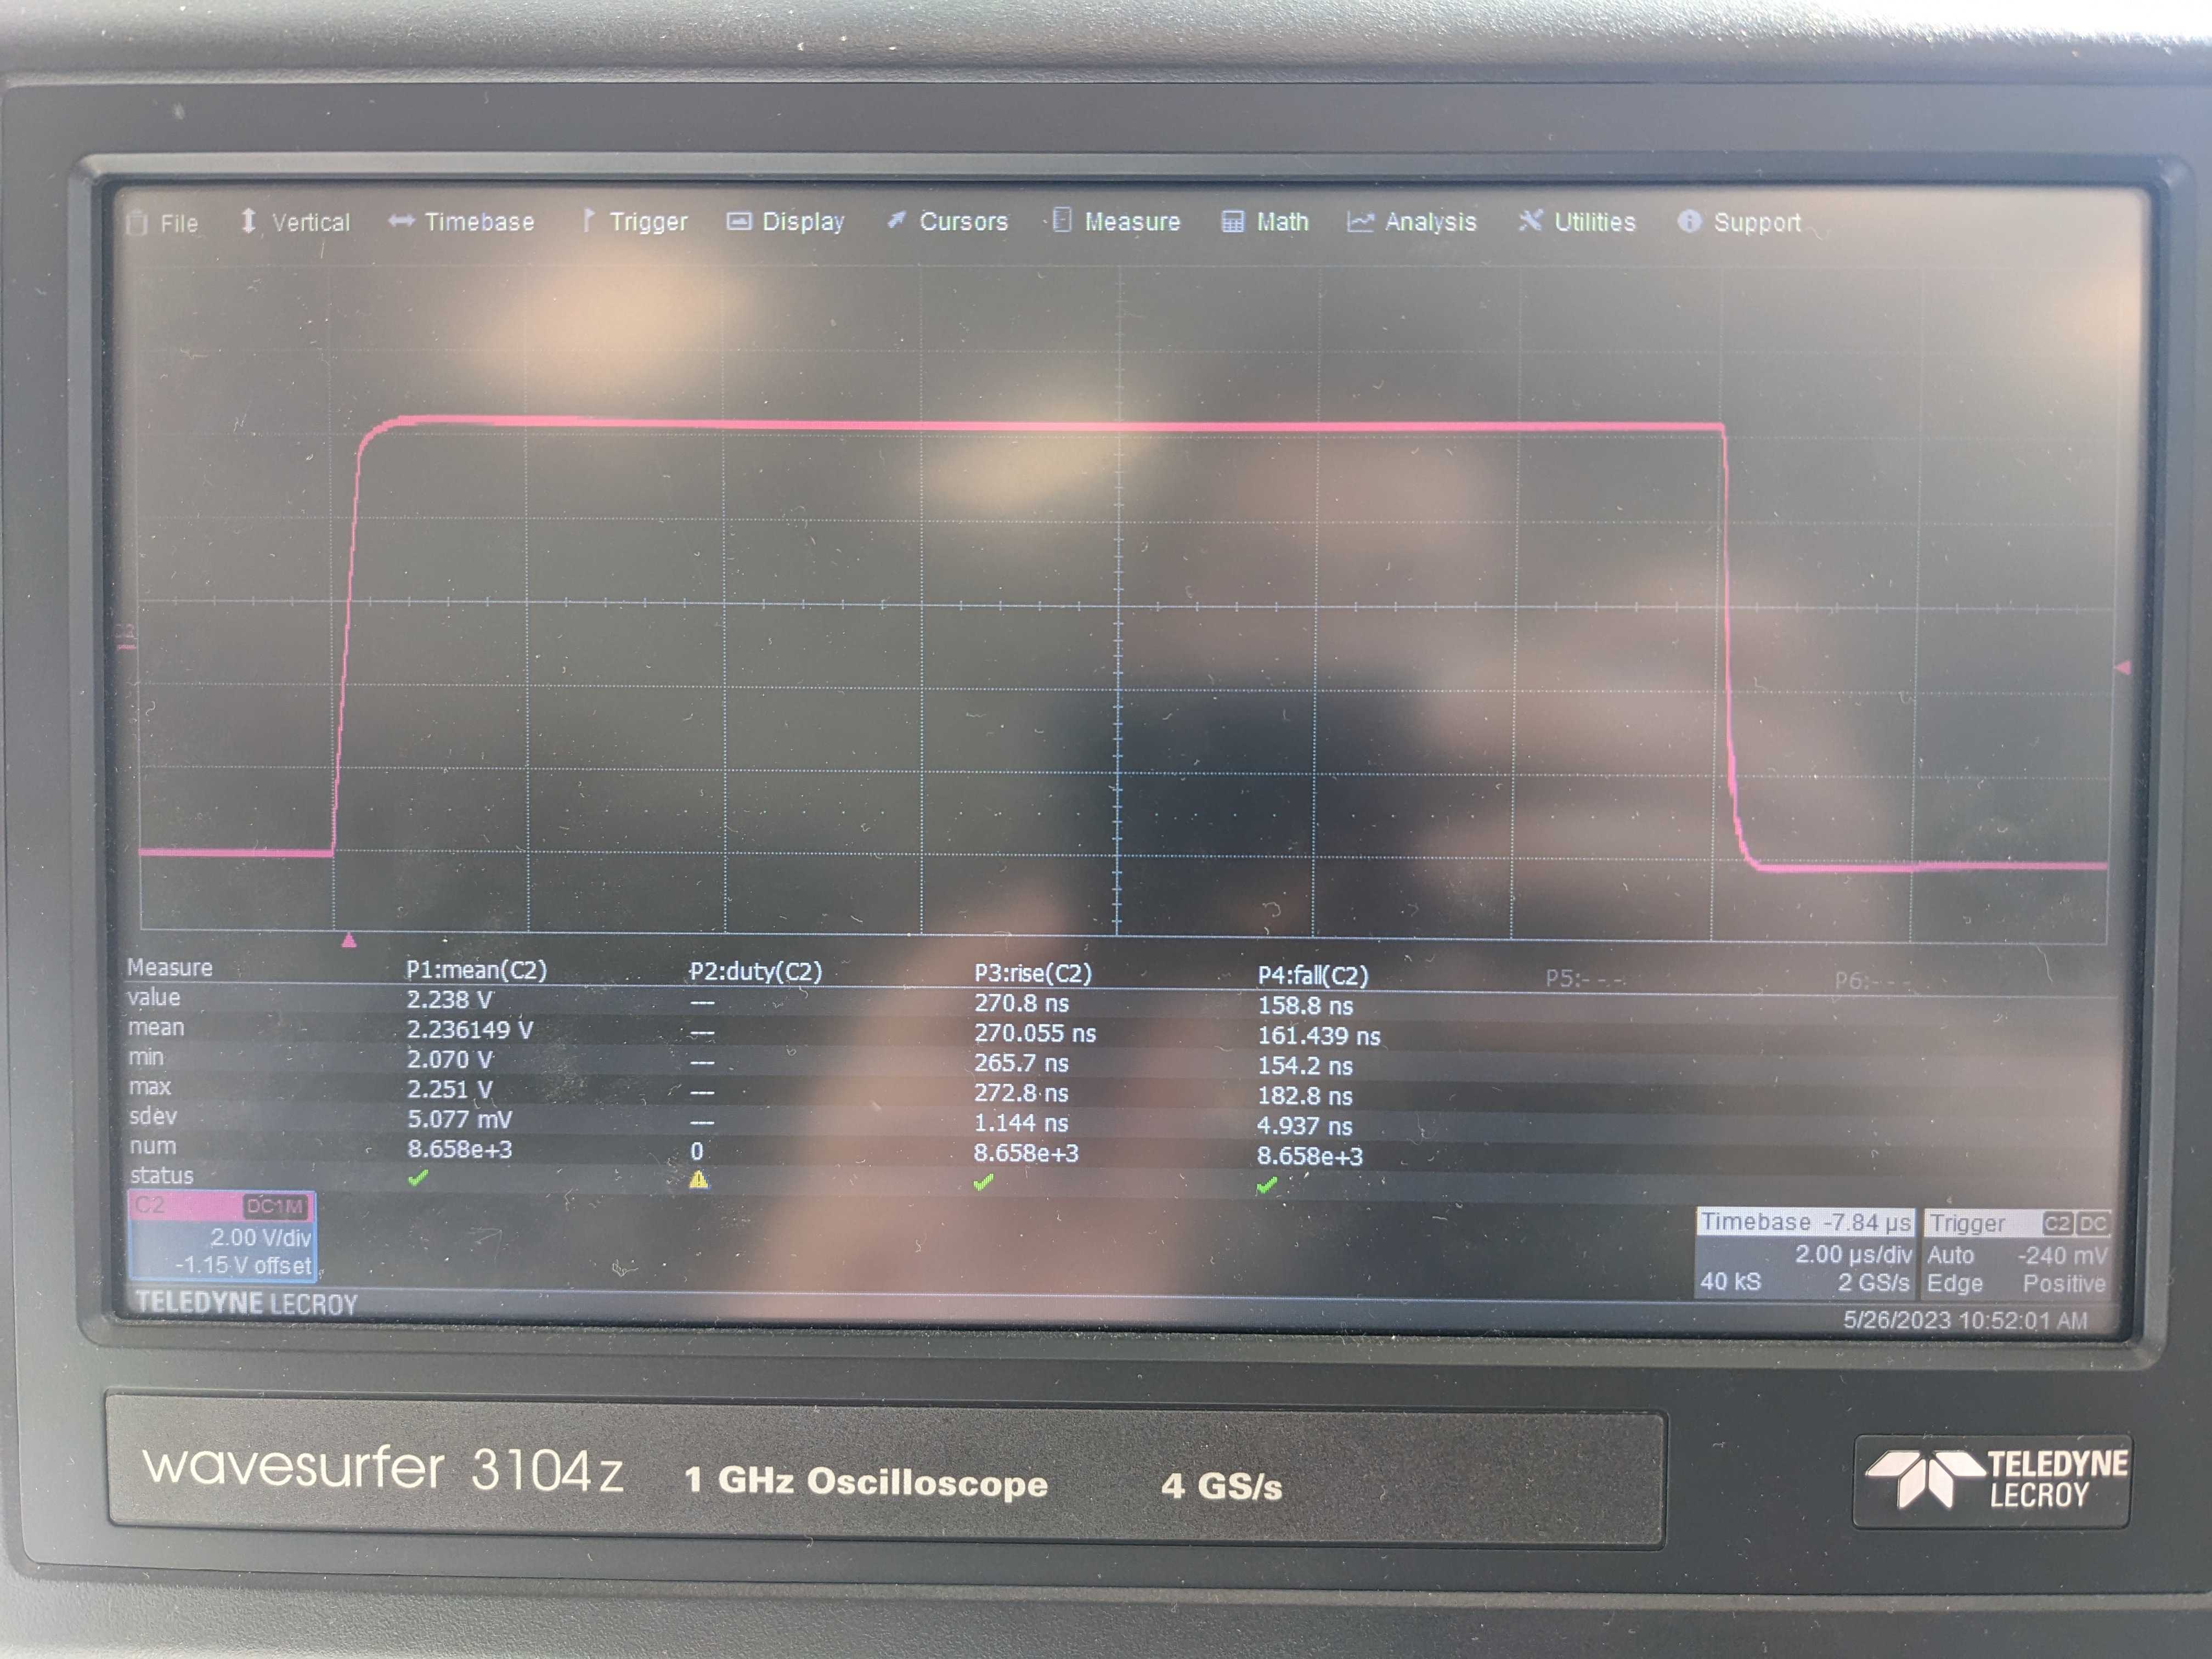 File Vertical Timebase Trigger Display Cursors Measure Math Analysis Utilities Support
Measure P1:mean(C2) P2:duty(C2) P3:rise(C2) P4:fall(C2) P5:--- P6:---
value 2.238 V --- 270.8 ns 158.8 ns
mean 2.236149 V --- 270.055 ns 161.439 ns
min 2.070 V --- 265.7 ns 154.2 ns
max 2.251 V --- 272.8 ns 182.8 ns
sdev 5.077 mV --- 1.144 ns 4.937 ns
num 8.658e+3 0 8.658e+3 8.658e+3
status
C2 DC1M
2.00 V/div
-1.15 V offset
Timebase -7.84 µs
2.00 µs/div
40 kS 2 GS/s
Trigger C2 DC
Auto -240 mV
Edge Positive
TELEDYNE LECROY
5/26/2023 10:52:01 AM
wavesurfer 3104z 1 GHz Oscilloscope 4 GS/s
TELEDYNE
LECROY